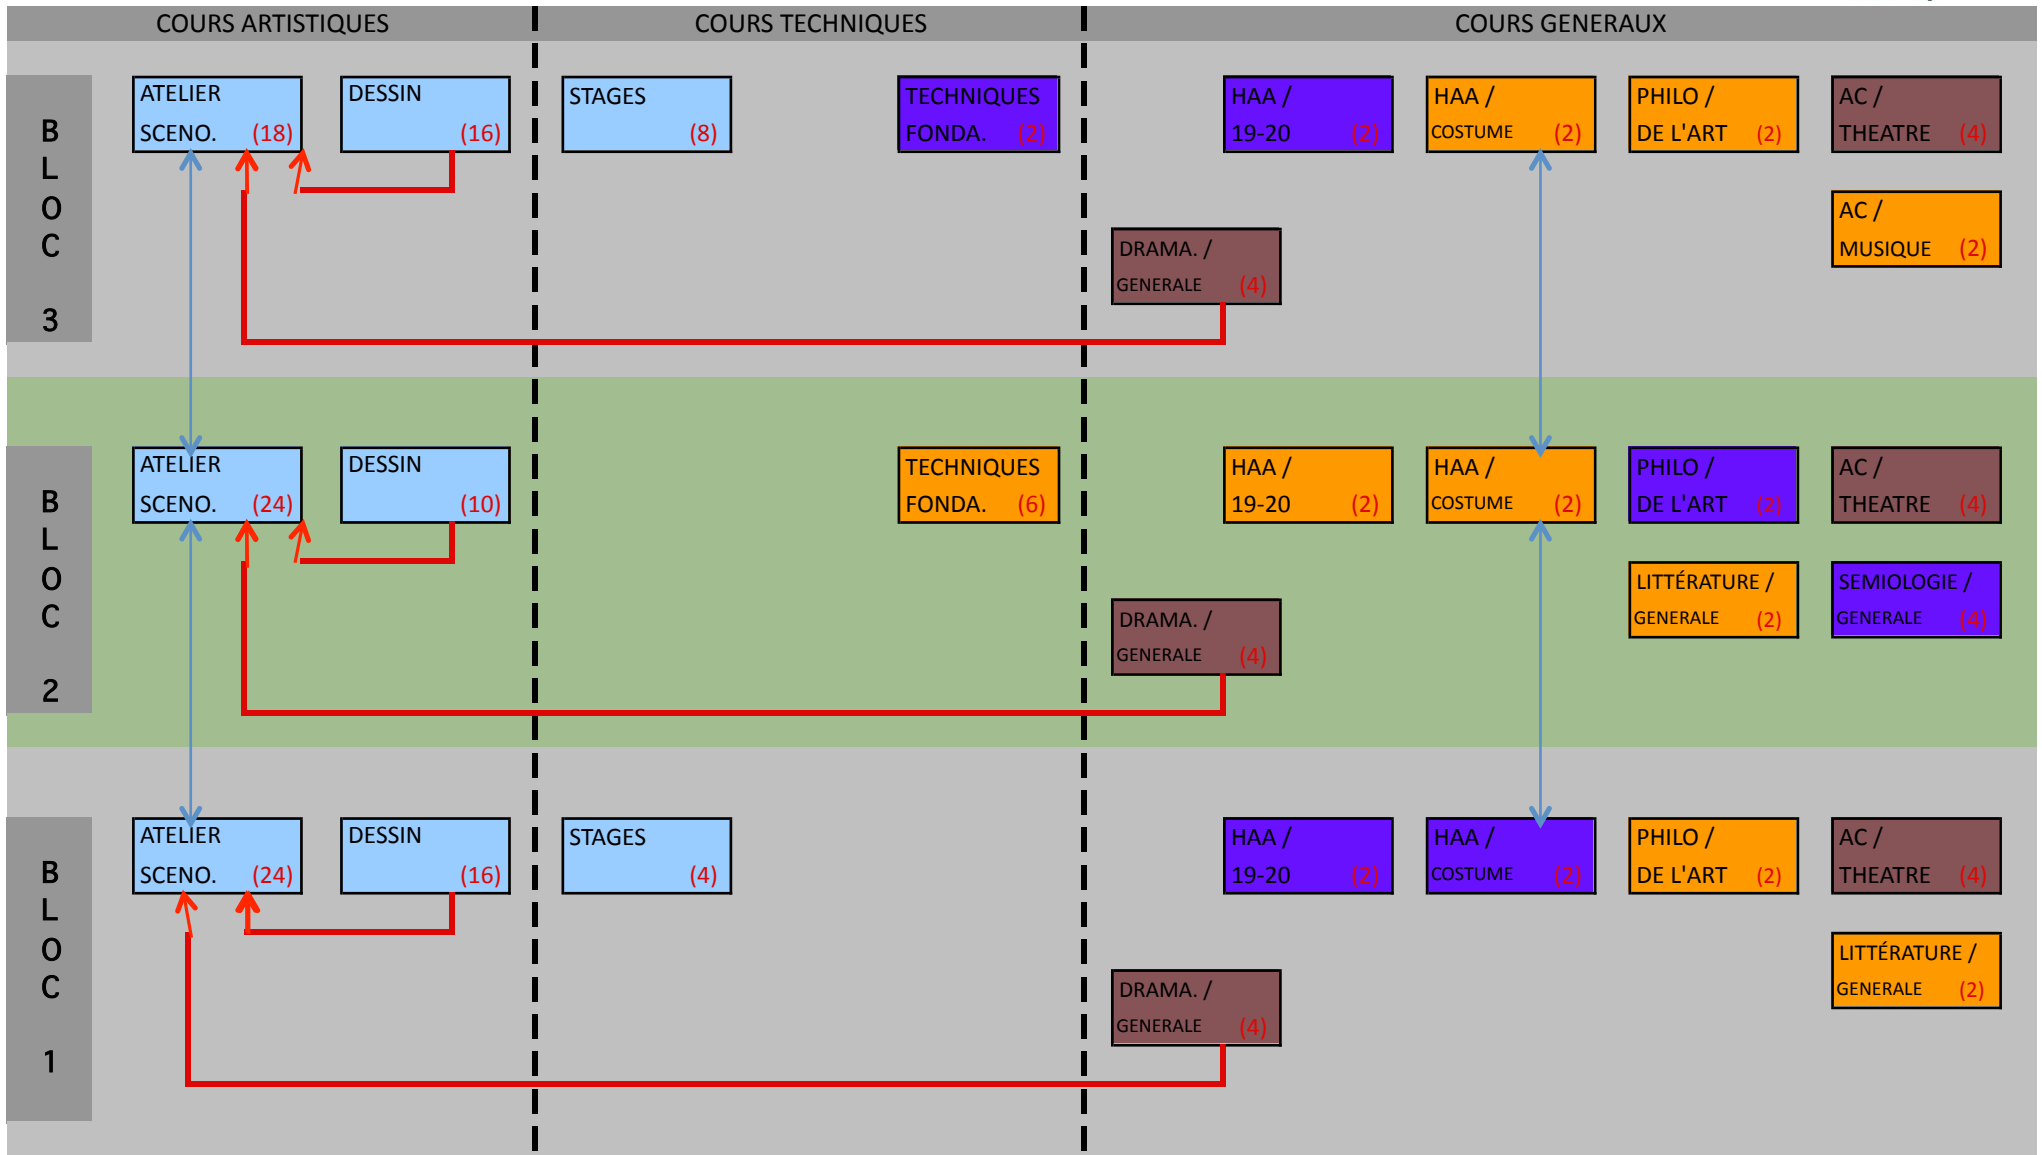 COURS ARTISTIQUES
COURS TECHNIQUES
COURS GENERAUX
B
L
O
C
3
ATELIER
SCENO. (18)
DESSIN
(16)
STAGES
(8)
TECHNIQUES
FONDA. (2)
HAA /
19-20 (2)
HAA /
COSTUME (2)
PHILO /
DE L'ART (2)
AC /
THEATRE (4)
AC /
MUSIQUE (2)
DRAMA. /
GENERALE (4)
B
L
O
C
2
ATELIER
SCENO. (24)
DESSIN
(10)
TECHNIQUES
FONDA. (6)
HAA /
19-20 (2)
HAA /
COSTUME (2)
PHILO /
DE L'ART (2)
AC /
THEATRE (4)
LITTÉRATURE /
GENERALE (2)
SEMIOLOGIE /
GENERALE (4)
DRAMA. /
GENERALE (4)
B
L
O
C
1
ATELIER
SCENO. (24)
DESSIN
(16)
STAGES
(4)
HAA /
19-20 (2)
HAA /
COSTUME (2)
PHILO /
DE L'ART (2)
AC /
THEATRE (4)
LITTÉRATURE /
GENERALE (2)
DRAMA. /
GENERALE (4)